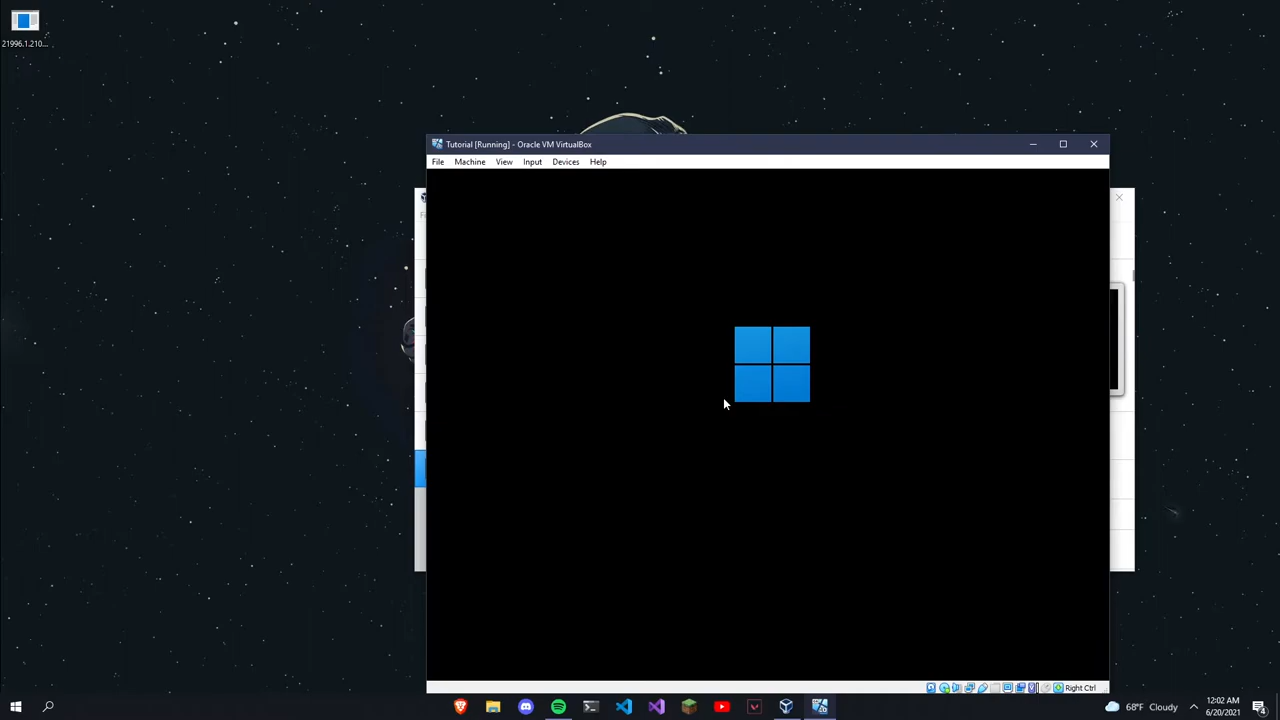 21996.1.210...
Tutorial [Running] - Oracle VM VirtualBox
File Machine View Input Devices Help
Right Ctrl
68°F Cloudy
12:02 AM
6/20/2021
4